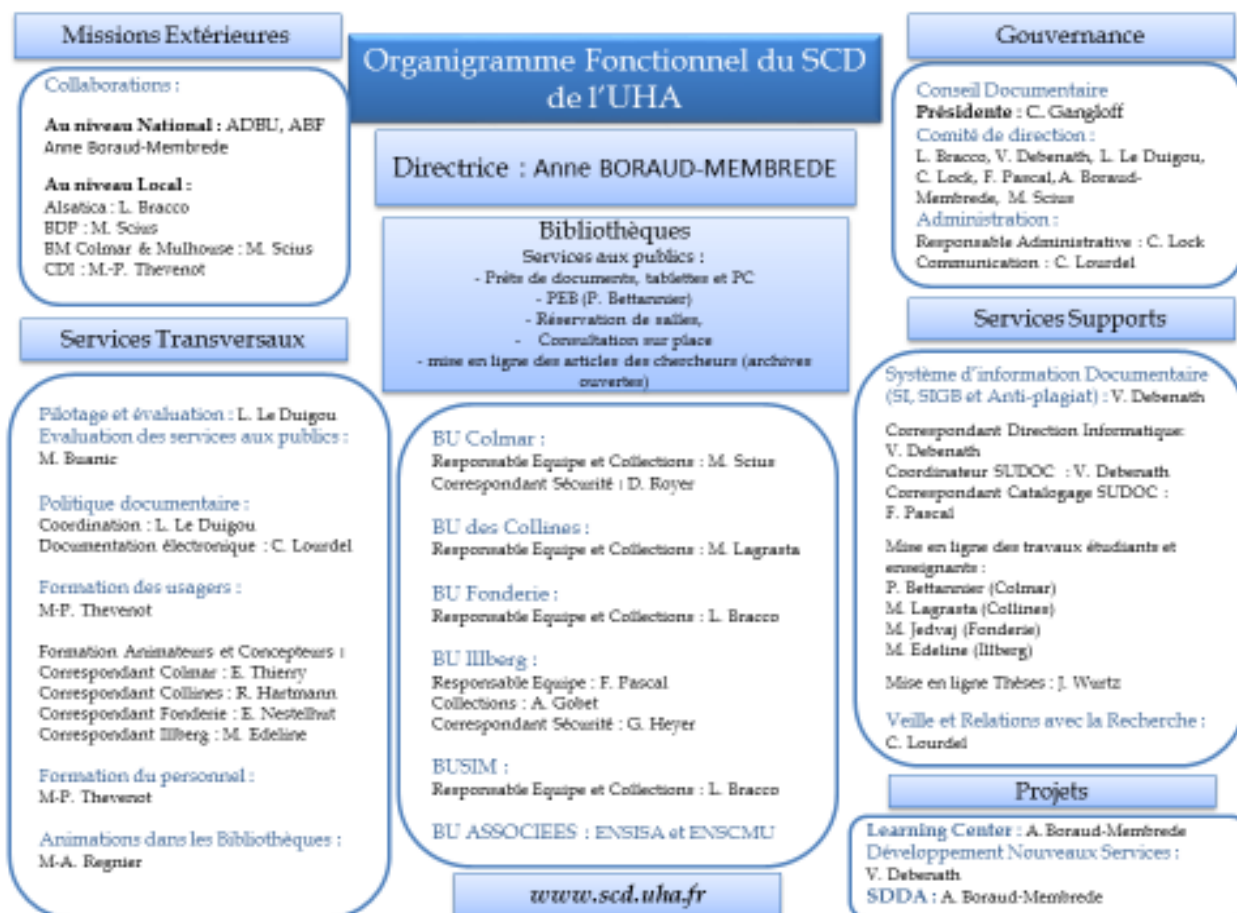 Missions Extérieures
Collaborations :
Au niveau National : ADBU, ABF
Anne Boraud-Membrede
Au niveau Local :
Alsatica : L. Bracco
BDP : M. Scius
BM Colmar & Mulhouse : M. Scius
CDI : M.-P. Thevenot
Services Transversaux
Pilotage et évaluation : L. Le Duigou
Evaluation des services aux publics :
M. Buanic
Politique documentaire :
Coordination : L. Le Duigou
Documentation électronique : C. Lourdel
Formation des usagers :
M-P. Thevenot
Formation Animateurs et Concepteurs :
Correspondant Colmar : E. Thierry
Correspondant Collines : R. Hartmann
Correspondant Fonderie : E. Nestelhut
Correspondant Illberg : M. Edeline
Formation du personnel :
M-P. Thevenot
Animations dans les Bibliothèques :
M-A. Regnier
Organigramme Fonctionnel du SCD
de l'UHA
Directrice : Anne BORAUD-MEMBREDE
Bibliothèques
Services aux publics :
- Prêts de documents, tablettes et PC
- PEB (P. Bettannier)
- Réservation de salles,
- Consultation sur place
- mise en ligne des articles des chercheurs (archives
ouvertes)
BU Colmar :
Responsable Equipe et Collections : M. Scius
Correspondant Sécurité : D. Royer
BU des Collines :
Responsable Equipe et Collections : M. Lagrasta
BU Fonderie :
Responsable Equipe et Collections : L. Bracco
BU Illberg :
Responsable Equipe : F. Pascal
Collections : A. Gobet
Correspondant Sécurité : G. Heyer
BUSIM :
Responsable Equipe et Collections : L. Bracco
BU ASSOCIEES : ENSISA et ENSCMU
www.scd.uha.fr
Gouvernance
Conseil Documentaire
Présidente : C. Gangloff
Comité de direction :
L. Bracco, V. Debenath, L. Le Duigou,
C. Lock, F. Pascal, A. Boraud-
Membrede, M. Scius
Administration :
Responsable Administrative : C. Lock
Communication : C. Lourdel
Services Supports
Système d'information Documentaire
(SI, SIGB et Anti-plagiat) : V. Debenath
Correspondant Direction Informatique:
V. Debenath
Coordinateur SUDOC : V. Debenath
Correspondant Catalogage SUDOC :
F. Pascal
Mise en ligne des travaux étudiants et
enseignants :
P. Bettannier (Colmar)
M. Lagrasta (Collines)
M. Jedvaj (Fonderie)
M. Edeline (Illberg)
Mise en ligne Thèses : J. Wurtz
Veille et Relations avec la Recherche :
C. Lourdel
Projets
Learning Center : A. Boraud-Membrede
Développement Nouveaux Services :
V. Debenath
SDDA : A. Boraud-Membrede